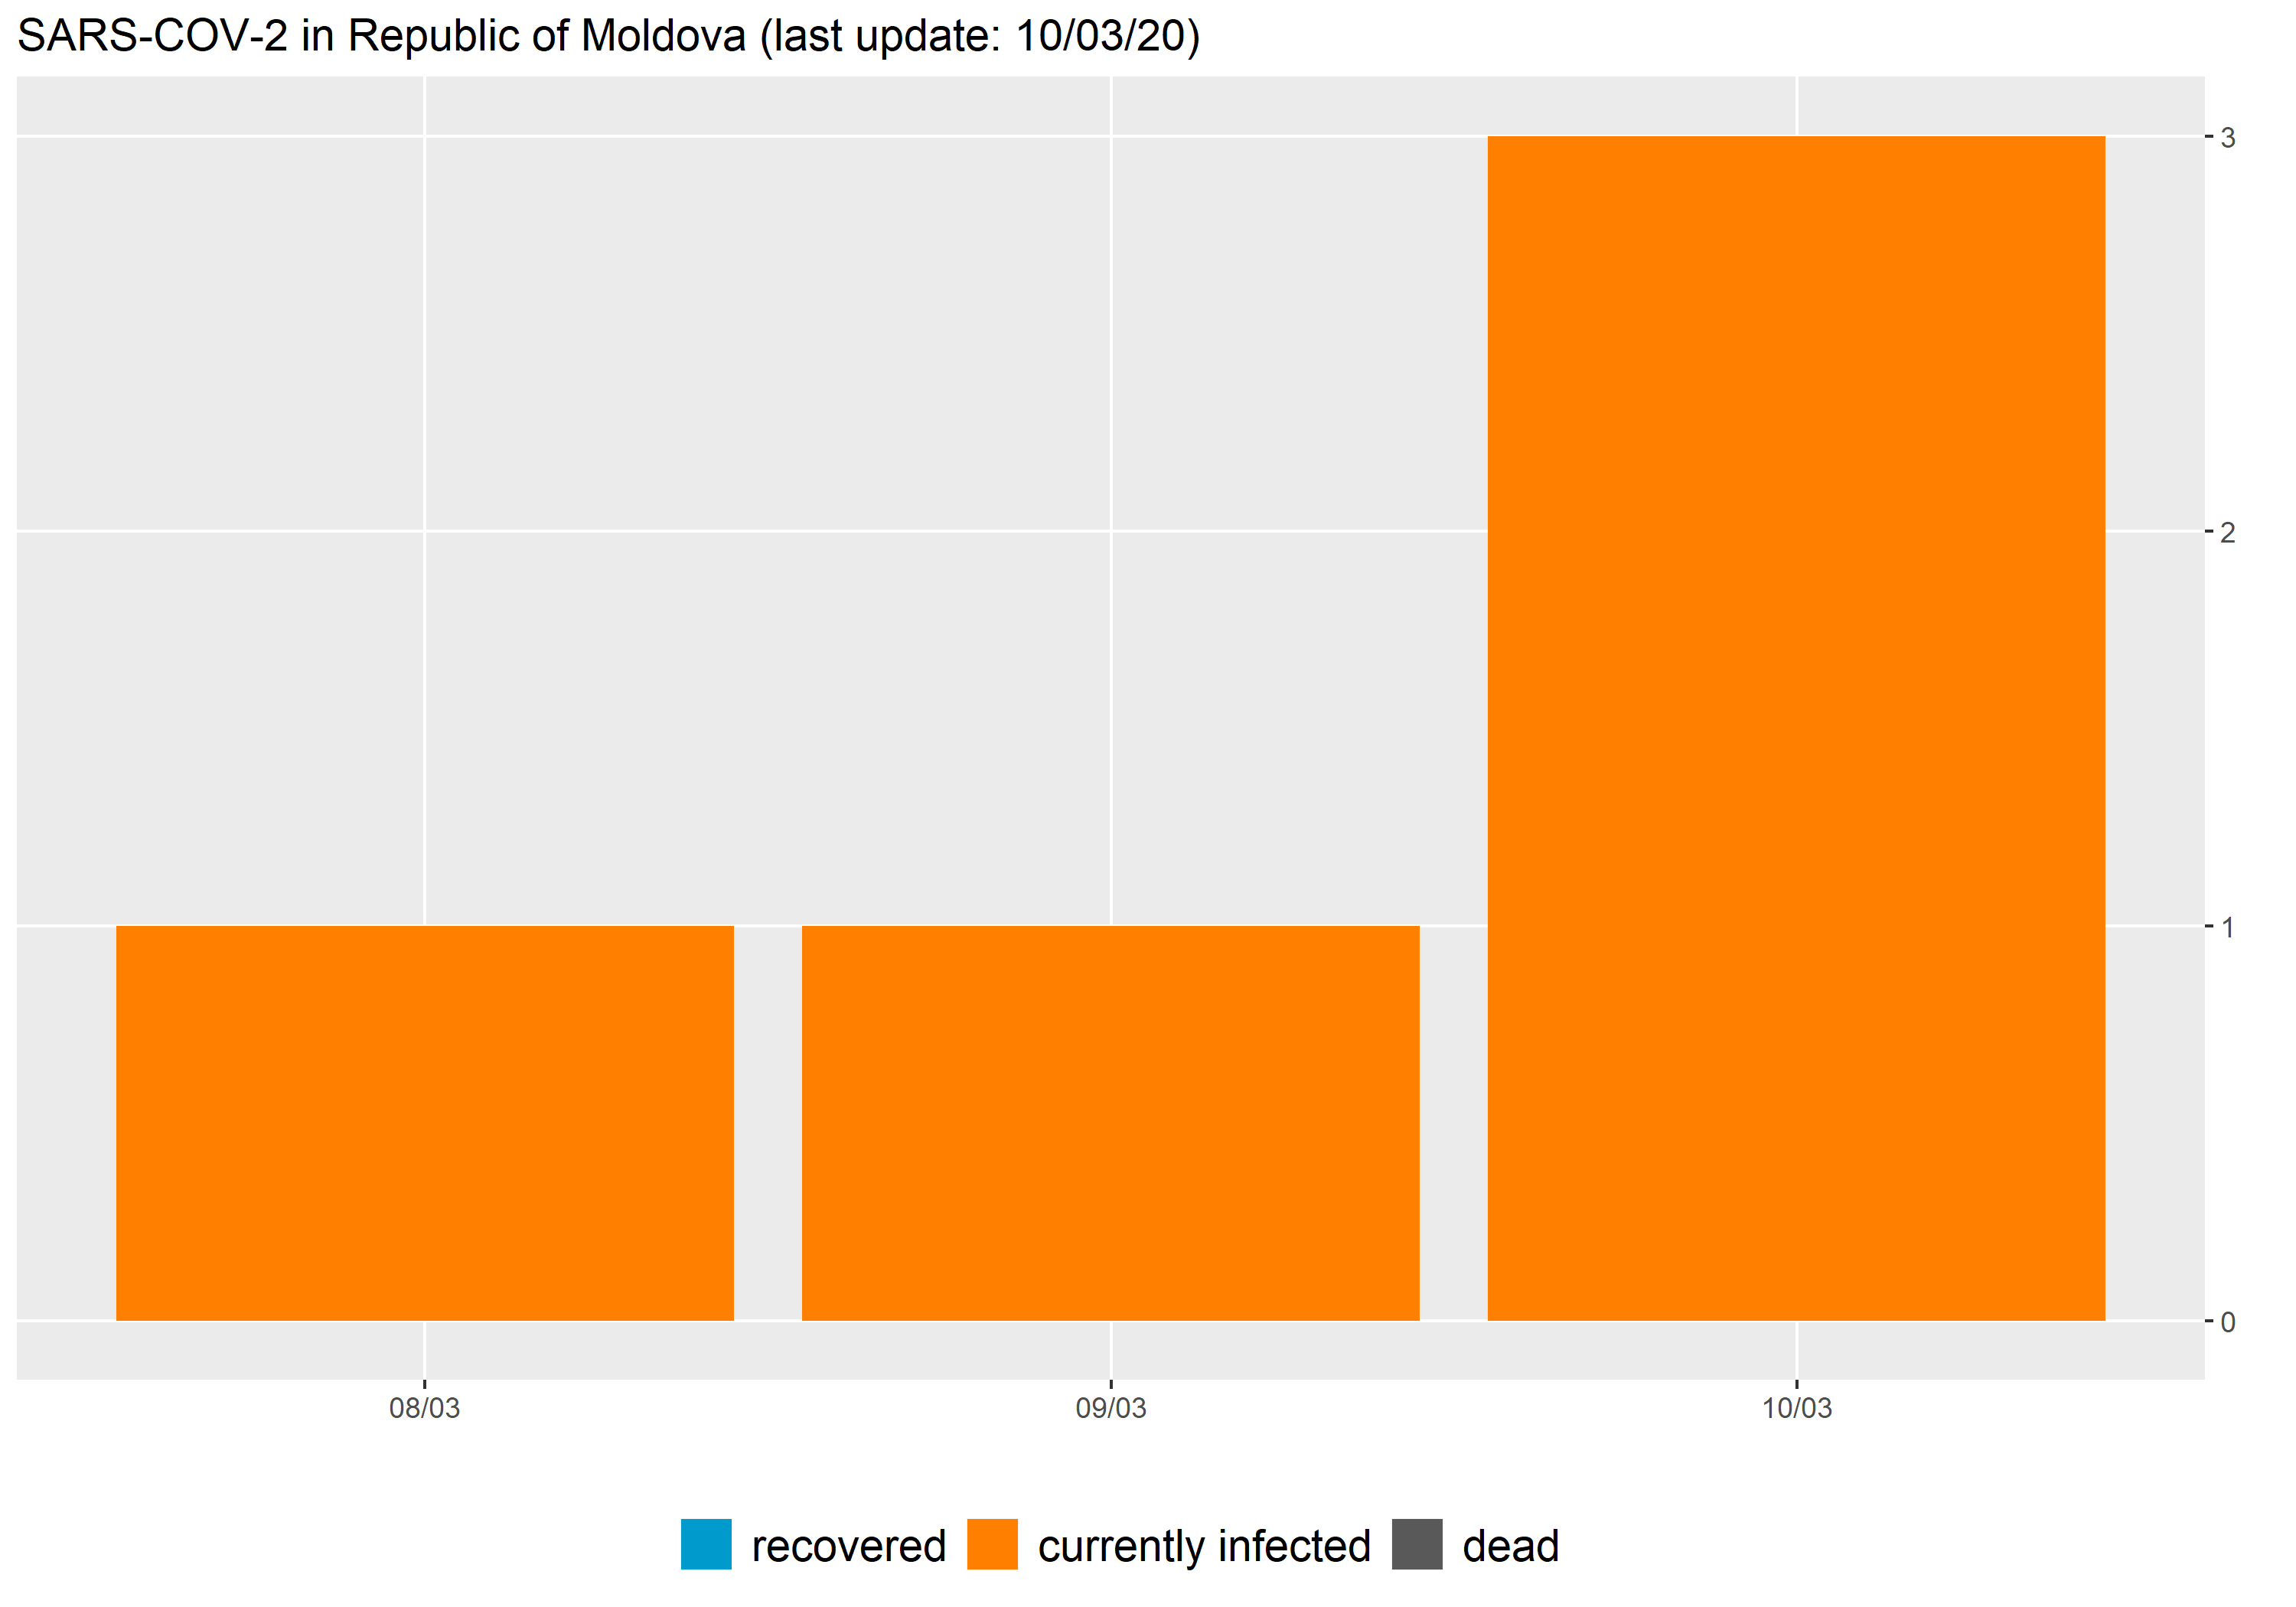 SARS-COV-2 in Republic of Moldova (last update: 10/03/20)
3
2
1
0
08/03 09/03 10/03
recovered currently infected dead